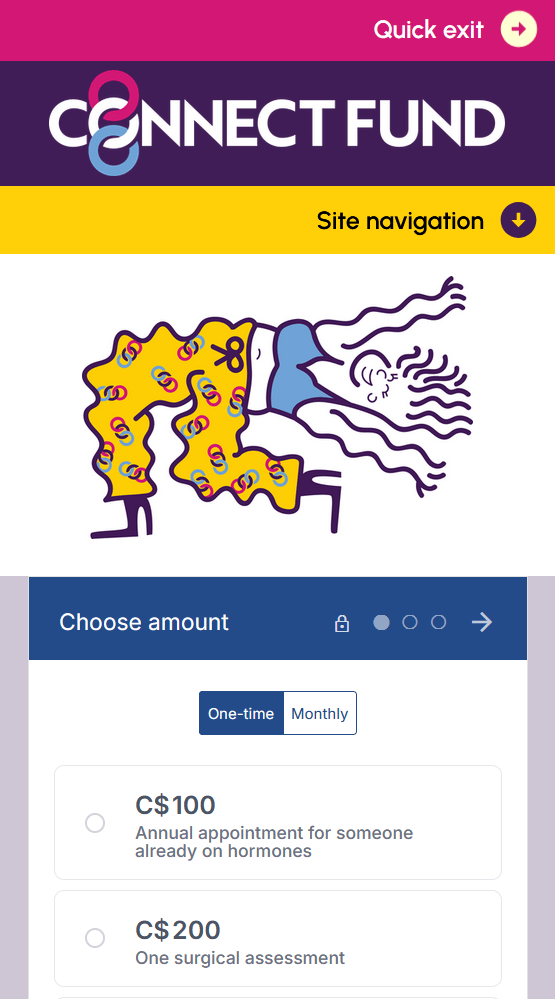 Quick exit
CONNECT FUND
Site navigation
Choose amount
One-time Monthly
C$100
Annual appointment for someone
already on hormones
C$200
One surgical assessment